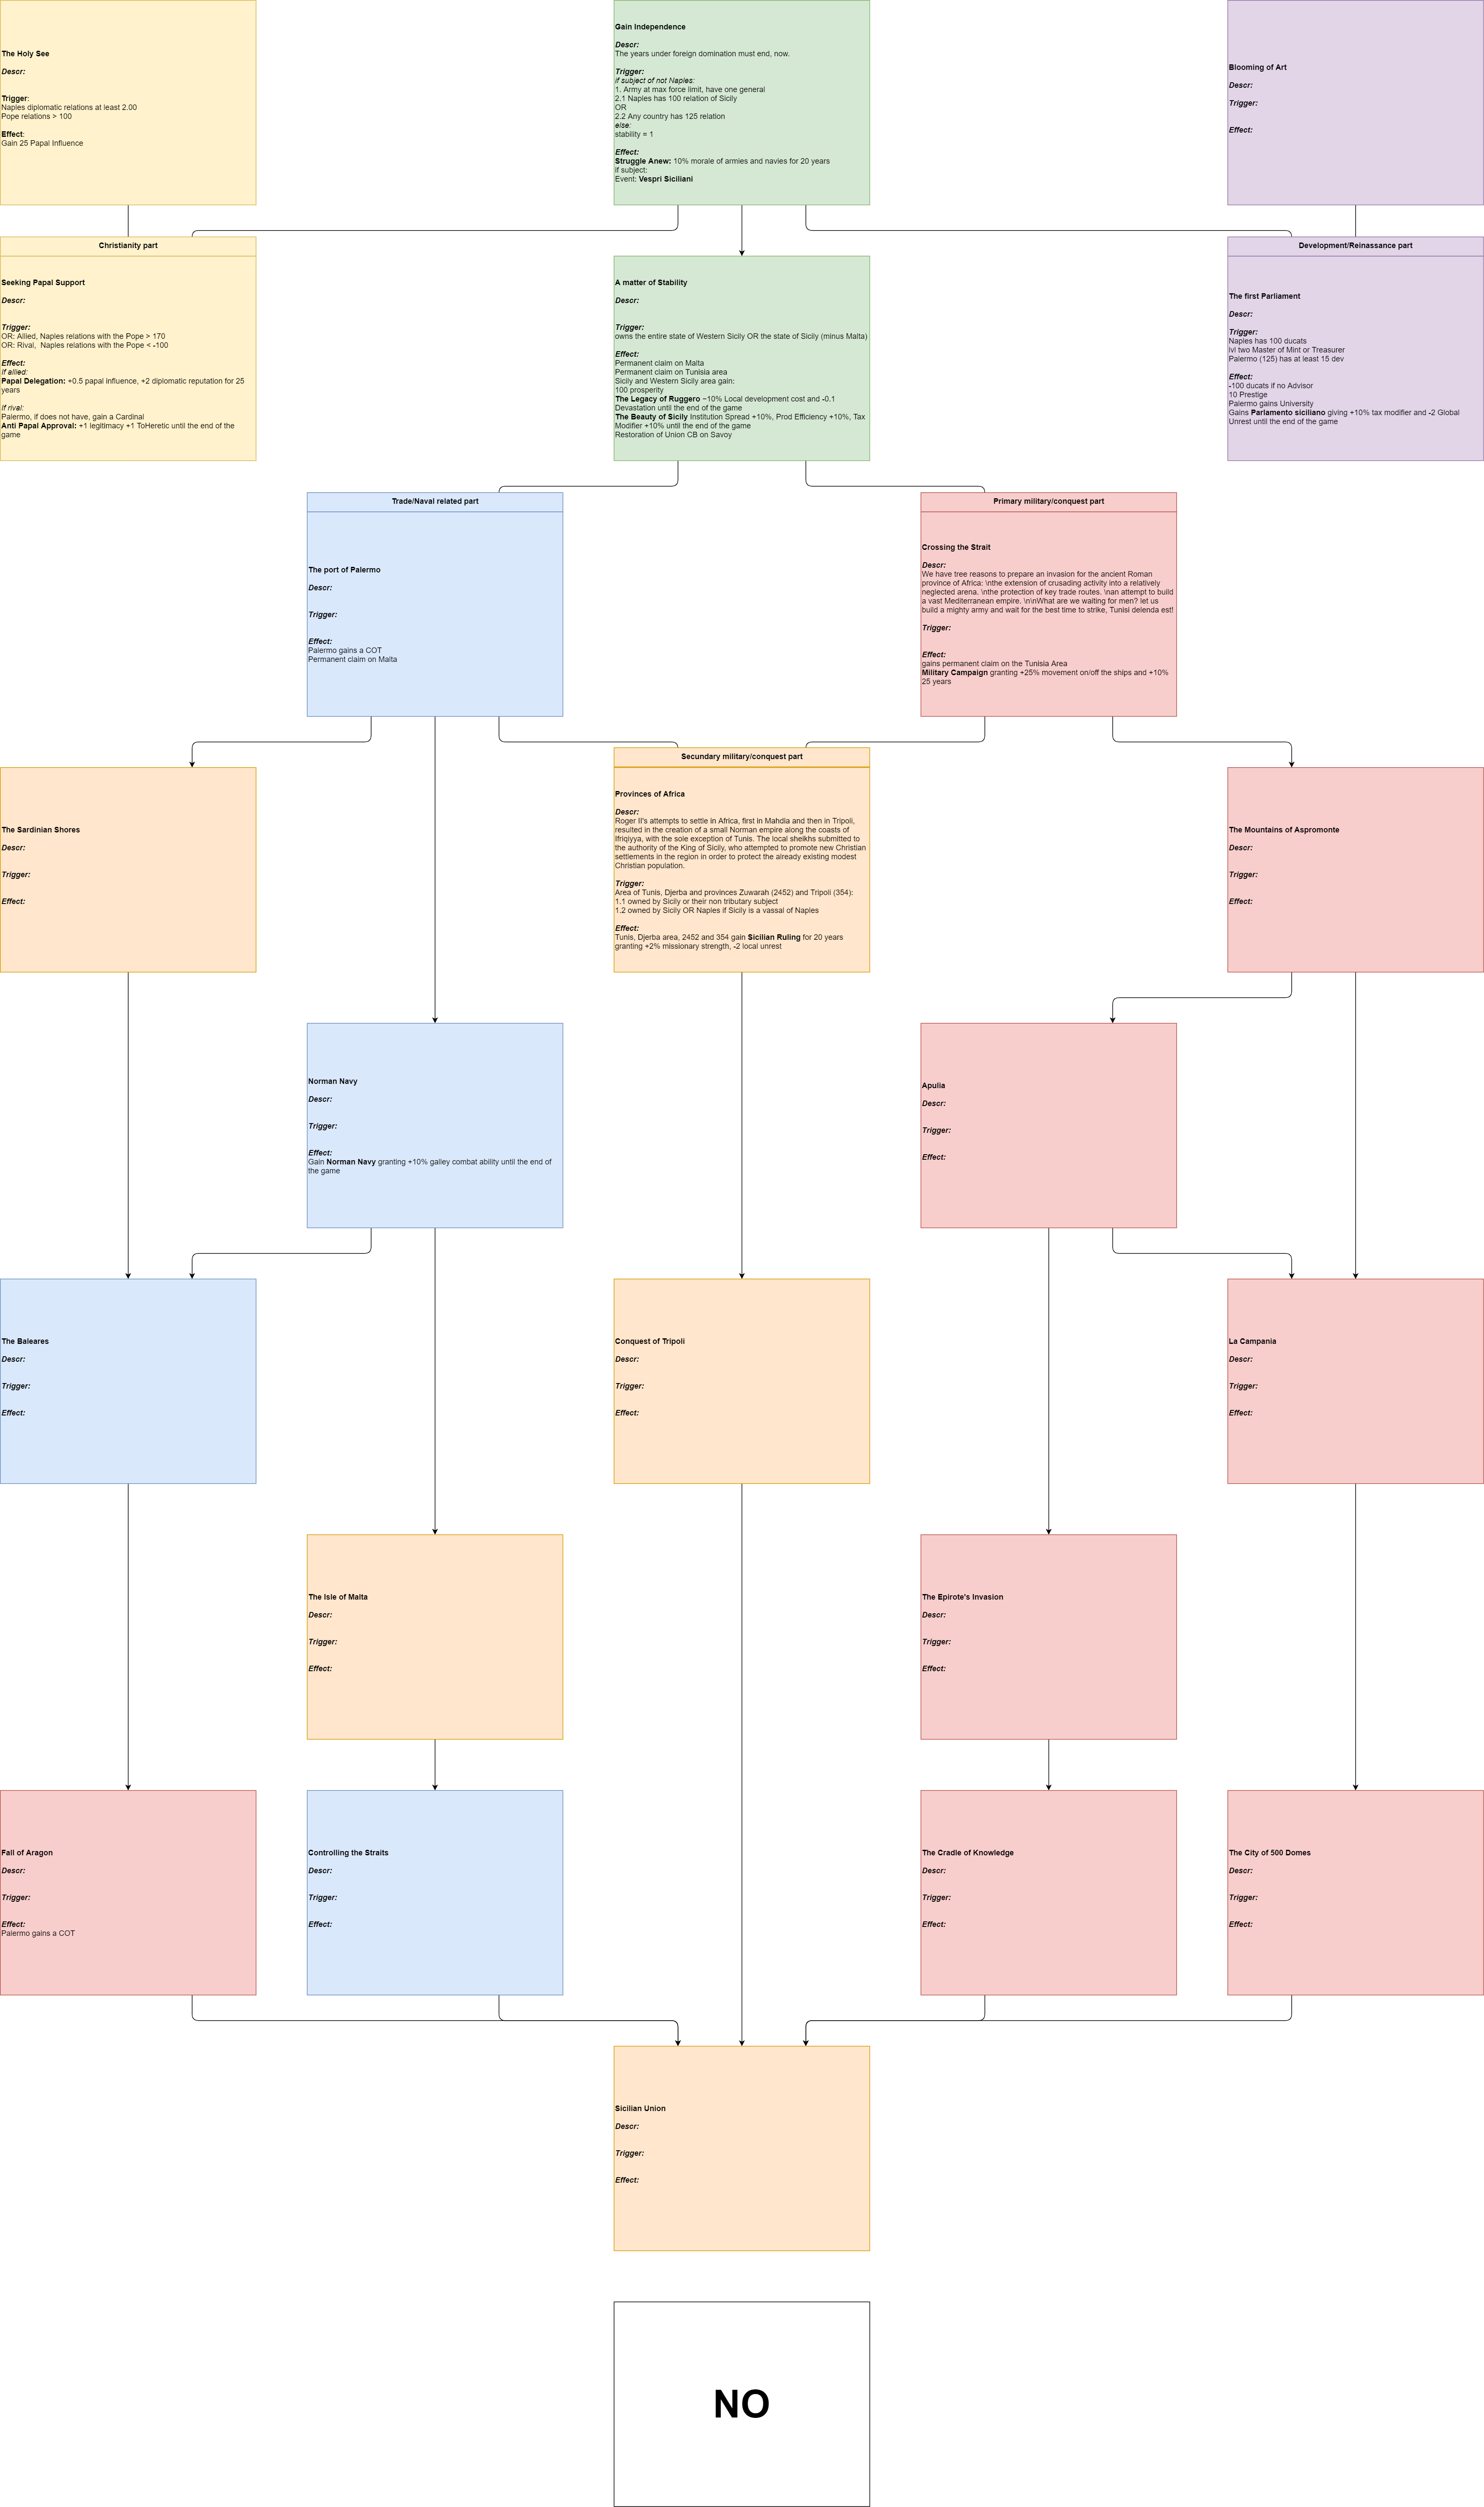 The Holy See
Descr:
Trigger:
Naples diplomatic relations at least 2.00
Pope relations > 100
Effect:
Gain 25 Papal Influence
Gain Independence
Descr:
The years under foreign domination must end, now.
Trigger:
if subject of not Naples:
1. Army at max force limit, have one general
2.1 Naples has 100 relation of Sicily
OR
2.2 Any country has 125 relation
else:
stability = 1
Effect:
Struggle Anew: 10% morale of armies and navies for 20 years
if subject:
Event: Vespri Siciliani
Blooming of Art
Descr:
Trigger:
Effect:
Christianity part
Seeking Papal Support
Descr:
Trigger:
OR: Allied, Naples relations with the Pope > 170
OR: Rival,  Naples relations with the Pope < -100
Effect:
If allied:
Papal Delegation: +0.5 papal influence, +2 diplomatic reputation for 25
years
If rival:
Palermo, if does not have, gain a Cardinal
Anti Papal Approval: +1 legitimacy +1 ToHeretic until the end of the
game
A matter of Stability
Descr:
Trigger:
owns the entire state of Western Sicily OR the state of Sicily (minus Malta)
Effect:
Permanent claim on Malta
Permanent claim on Tunisia area
Sicily and Western Sicily area gain:
100 prosperity
The Legacy of Ruggero −10% Local development cost and -0.1
Devastation until the end of the game
The Beauty of Sicily Institution Spread +10%, Prod Efficiency +10%, Tax
Modifier +10% until the end of the game
Restoration of Union CB on Savoy
Development/Reinassance part
The first Parliament
Descr:
Trigger:
Naples has 100 ducats
lvl two Master of Mint or Treasurer
Palermo (125) has at least 15 dev
Effect:
-100 ducats if no Advisor
10 Prestige
Palermo gains University
Gains Parlamento siciliano giving +10% tax modifier and -2 Global
Unrest until the end of the game
Trade/Naval related part
The port of Palermo
Descr:
Trigger:
Effect:
Palermo gains a COT
Permanent claim on Malta
Primary military/conquest part
Crossing the Strait
Descr:
We have tree reasons to prepare an invasion for the ancient Roman
province of Africa: \nthe extension of crusading activity into a relatively
neglected arena. \nthe protection of key trade routes. \nan attempt to build
a vast Mediterranean empire. \n\nWhat are we waiting for men? let us
build a mighty army and wait for the best time to strike, Tunisi delenda est!
Trigger:
Effect:
gains permanent claim on the Tunisia Area
Military Campaign granting +25% movement on/off the ships and +10%
25 years
The Sardinian Shores
Descr:
Trigger:
Effect:
Secundary military/conquest part
Provinces of Africa
Descr:
Roger II's attempts to settle in Africa, first in Mahdia and then in Tripoli,
resulted in the creation of a small Norman empire along the coasts of
Ifriqiyya, with the sole exception of Tunis. The local sheikhs submitted to
the authority of the King of Sicily, who attempted to promote new Christian
settlements in the region in order to protect the already existing modest
Christian population.
Trigger:
Area of Tunis, Djerba and provinces Zuwarah (2452) and Tripoli (354):
1.1 owned by Sicily or their non tributary subject
1.2 owned by Sicily OR Naples if Sicily is a vassal of Naples
Effect:
Tunis, Djerba area, 2452 and 354 gain Sicilian Ruling for 20 years
granting +2% missionary strength, -2 local unrest
The Mountains of Aspromonte
Descr:
Trigger:
Effect:
Norman Navy
Descr:
Trigger:
Effect:
Gain Norman Navy granting +10% galley combat ability until the end of
the game
Apulia
Descr:
Trigger:
Effect:
The Baleares
Descr:
Trigger:
Effect:
Conquest of Tripoli
Descr:
Trigger:
Effect:
La Campania
Descr:
Trigger:
Effect:
The Isle of Malta
Descr:
Trigger:
Effect:
The Epirote's Invasion
Descr:
Trigger:
Effect:
Fall of Aragon
Descr:
Trigger:
Effect:
Palermo gains a COT
Controlling the Straits
Descr:
Trigger:
Effect:
The Cradle of Knowledge
Descr:
Trigger:
Effect:
The City of 500 Domes
Descr:
Trigger:
Effect:
Sicilian Union
Descr:
Trigger:
Effect:
NO